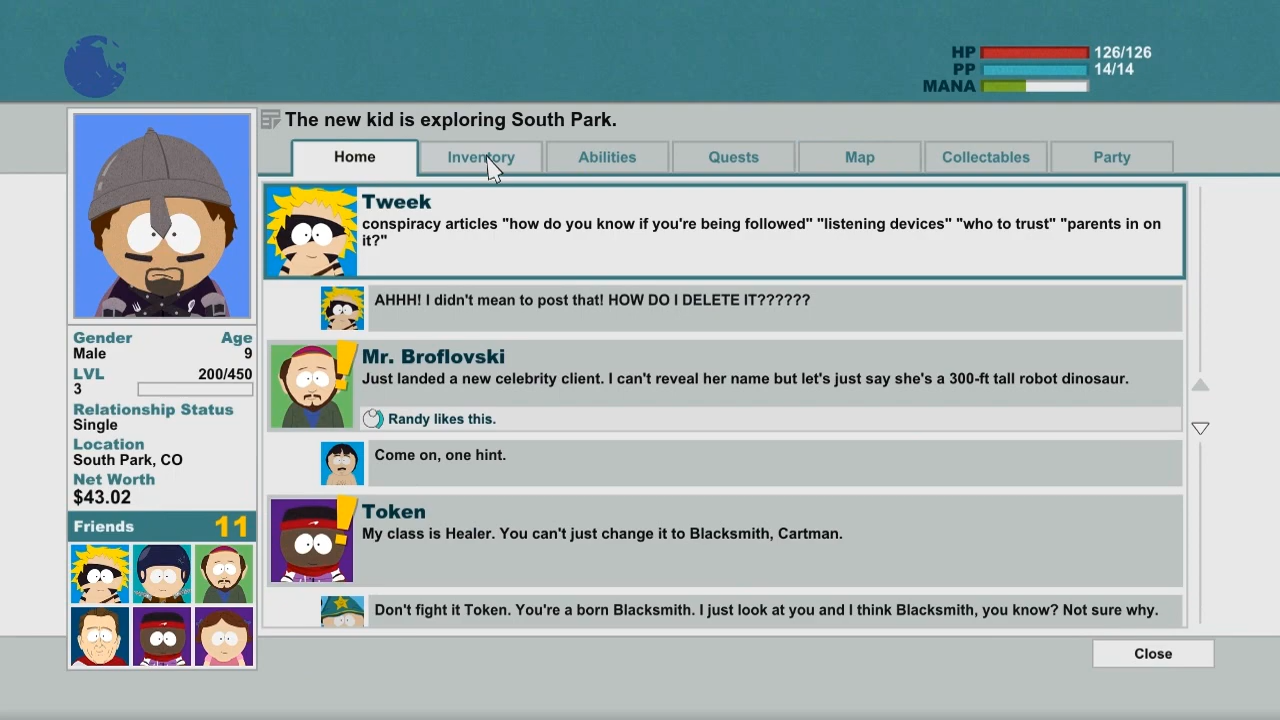 HP 126/126
PP 14/14
MANA
The new kid is exploring South Park.
Home Inventory Abilities Quests Map Collectables Party
Gender Age
Male 9
LVL 200/450
3
Relationship Status
Single
Location
South Park, CO
Net Worth
$43.02
Friends 11
Tweek
conspiracy articles "how do you know if you're being followed" "listening devices" "who to trust" "parents in on
it?"
AHHH! I didn't mean to post that! HOW DO I DELETE IT??????
Mr. Broflovski
Just landed a new celebrity client. I can't reveal her name but let's just say she's a 300-ft tall robot dinosaur.
Randy likes this.
Come on, one hint.
Token
My class is Healer. You can't just change it to Blacksmith, Cartman.
Don't fight it Token. You're a born Blacksmith. I just look at you and I think Blacksmith, you know? Not sure why.
Close